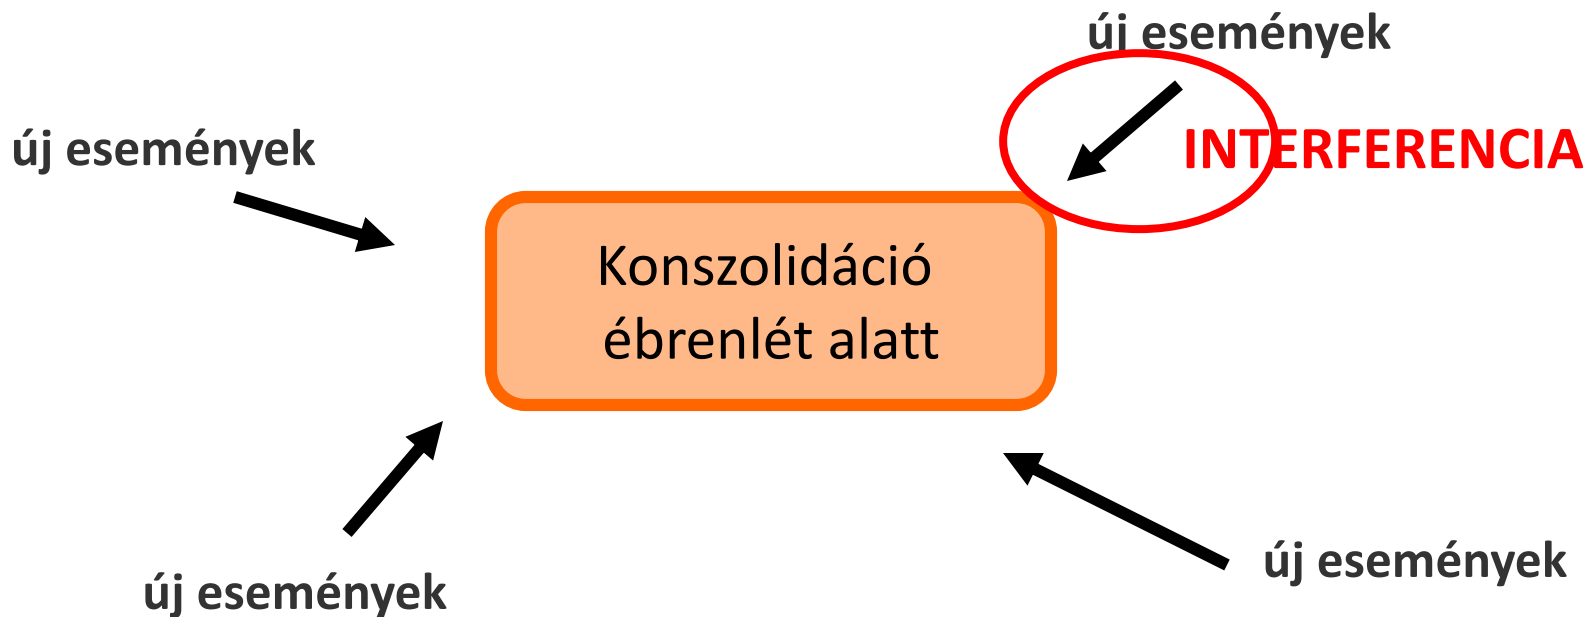 új események
új események
INTERFERENCIA
Konszolidáció
ébrenlét alatt
új események
új események